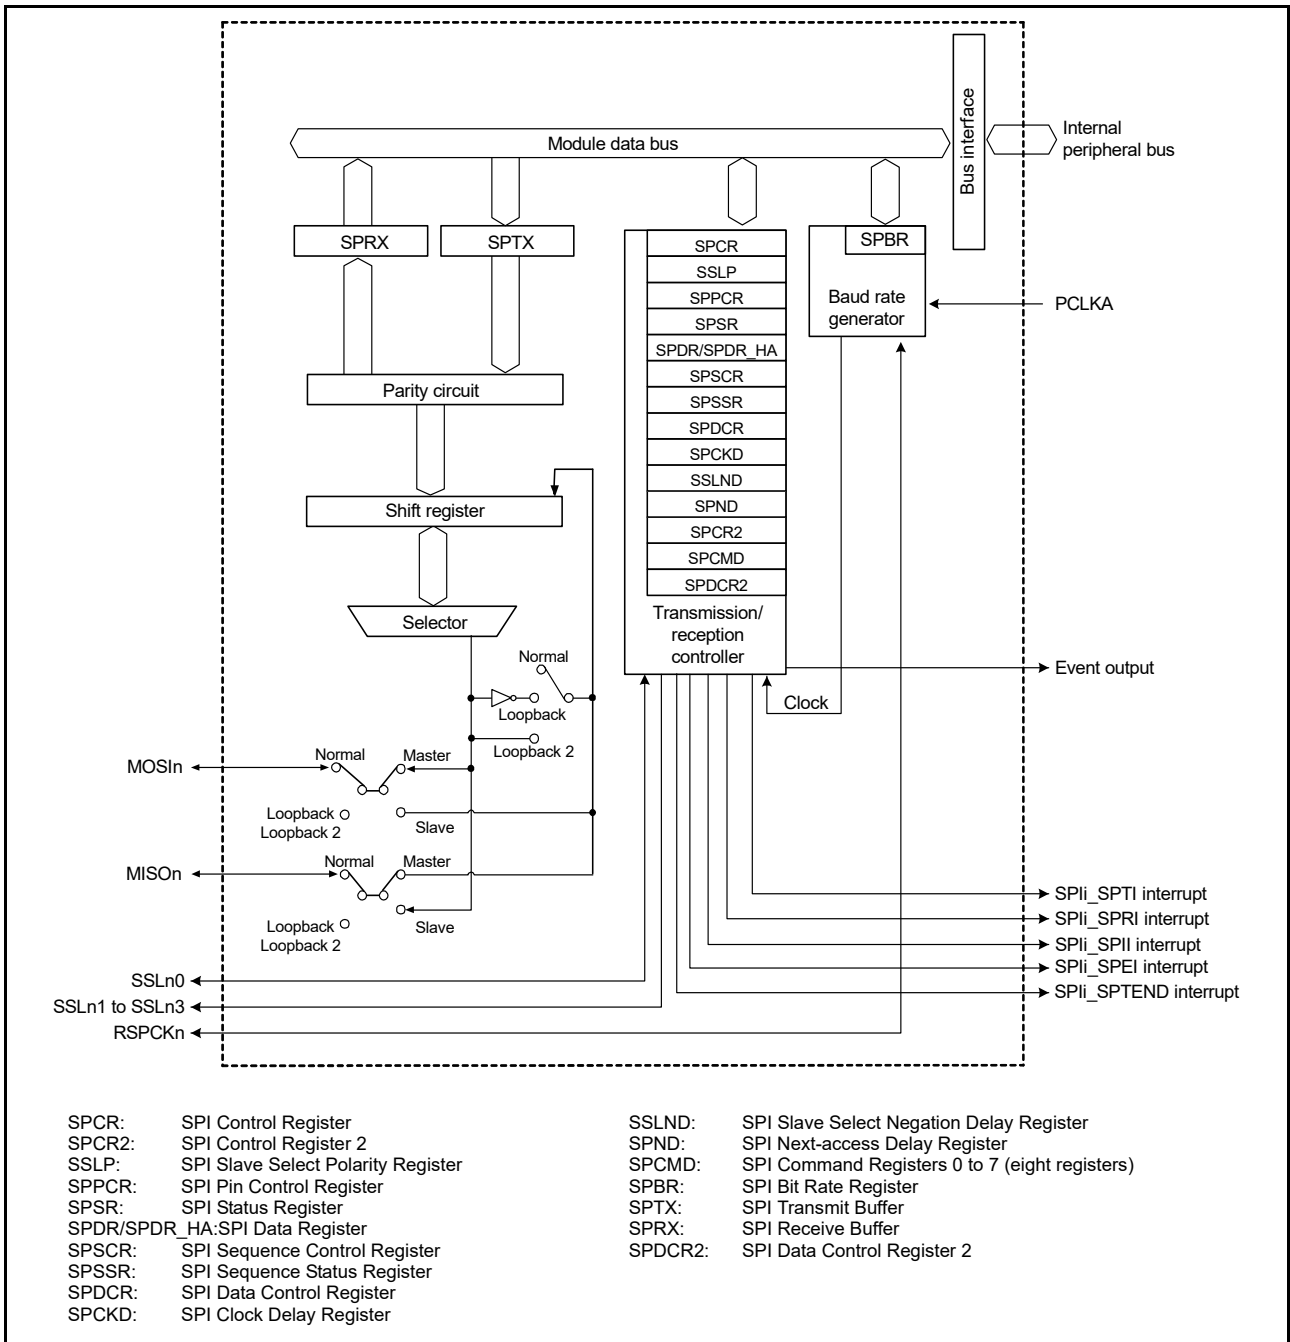 Module data bus
Bus interface
Internal
peripheral bus
SPRX
SPTX
SPCR
SSLP
SPPCR
SPSR
SPDR/SPDR_HA
SPSCR
SPSSR
SPDCR
SPCKD
SSLND
SPND
SPCR2
SPCMD
SPDCR2
Transmission/
reception
controller
SPBR
Baud rate
generator
PCLKA
Parity circuit
Shift register
Selector
Normal
Loopback
Loopback 2
Clock
Event output
MOSIn
Normal
Master
Loopback
Loopback 2
Slave
MISOn
Normal
Master
Loopback
Loopback 2
Slave
SPIi_SPTI interrupt
SPIi_SPRI interrupt
SPIi_SPII interrupt
SPIi_SPEI interrupt
SPIi_SPTEND interrupt
SSLn0
SSLn1 to SSLn3
RSPCKn
SPCR: SPI Control Register
SPCR2: SPI Control Register 2
SSLP: SPI Slave Select Polarity Register
SPPCR: SPI Pin Control Register
SPSR: SPI Status Register
SPDR/SPDR_HA:SPI Data Register
SPSCR: SPI Sequence Control Register
SPSSR: SPI Sequence Status Register
SPDCR: SPI Data Control Register
SPCKD: SPI Clock Delay Register
SSLND: SPI Slave Select Negation Delay Register
SPND: SPI Next-access Delay Register
SPCMD: SPI Command Registers 0 to 7 (eight registers)
SPBR: SPI Bit Rate Register
SPTX: SPI Transmit Buffer
SPRX: SPI Receive Buffer
SPDCR2: SPI Data Control Register 2